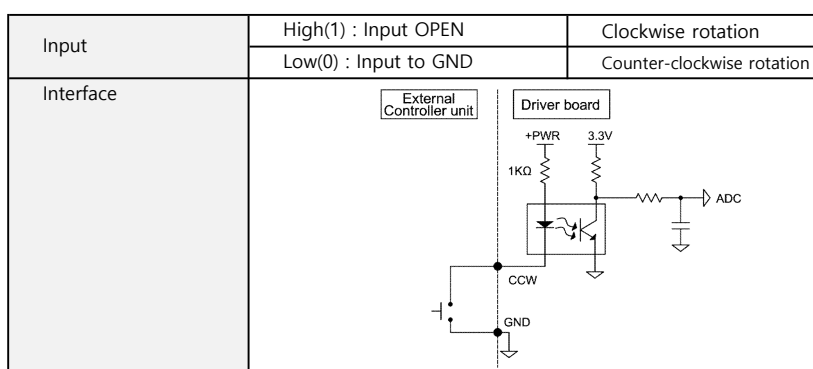 Input
High(1) : Input OPEN
Clockwise rotation
Low(0) : Input to GND
Counter-clockwise rotation
Interface
External
Controller unit
Driver board
+PWR
3.3V
1KΩ
ADC
CCW
GND